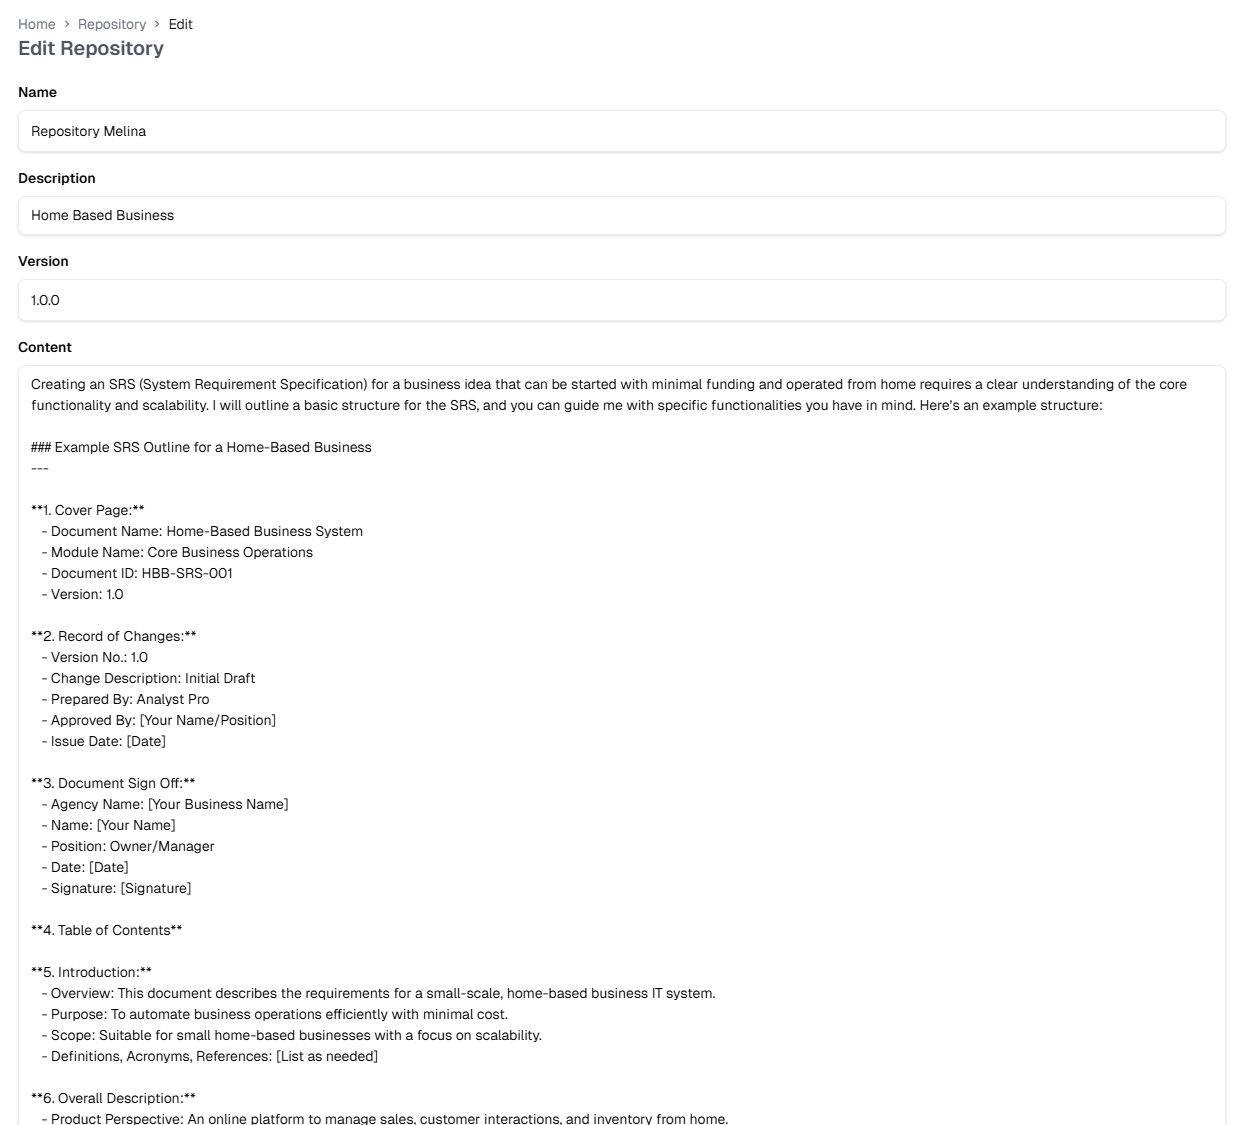 Home > Repository > Edit
Edit Repository
Name
Repository Melina
Description
Home Based Business
Version
1.0.0
Content
Creating an SRS (System Requirement Specification) for a business idea that can be started with minimal funding and operated from home requires a clear understanding of the core
functionality and scalability. I will outline a basic structure for the SRS, and you can guide me with specific functionalities you have in mind. Here's an example structure:
### Example SRS Outline for a Home-Based Business
---
**1. Cover Page:**
- Document Name: Home-Based Business System
- Module Name: Core Business Operations
- Document ID: HBB-SRS-001
- Version: 1.0
**2. Record of Changes:**
- Version No.: 1.0
- Change Description: Initial Draft
- Prepared By: Analyst Pro
- Approved By: [Your Name/Position]
- Issue Date: [Date]
**3. Document Sign Off:**
- Agency Name: [Your Business Name]
- Name: [Your Name]
- Position: Owner/Manager
- Date: [Date]
- Signature: [Signature]
**4. Table of Contents**
**5. Introduction:**
- Overview: This document describes the requirements for a small-scale, home-based business IT system.
- Purpose: To automate business operations efficiently with minimal cost.
- Scope: Suitable for small home-based businesses with a focus on scalability.
- Definitions, Acronyms, References: [List as needed]
**6. Overall Description:**
- Product Perspective: An online platform to manage sales, customer interactions, and inventory from home.